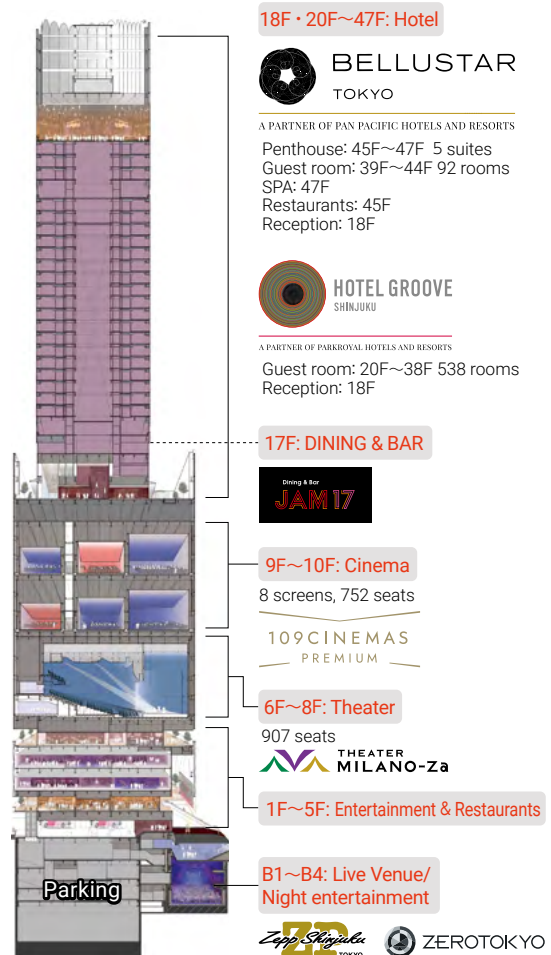 18F・20F～47F: Hotel
BELLUSTAR
TOKYO
A PARTNER OF PAN PACIFIC HOTELS AND RESORTS
Penthouse: 45F～47F 5 suites
Guest room: 39F～44F 92 rooms
SPA: 47F
Restaurants: 45F
Reception: 18F
HOTEL GROOVE
SHINJUKU
A PARTNER OF PARKROYAL HOTELS AND RESORTS
Guest room: 20F～38F 538 rooms
Reception: 18F
17F: DINING & BAR
Dining & Bar
JAM17
9F～10F: Cinema
8 screens, 752 seats
109CINEMAS
PREMIUM
6F～8F: Theater
907 seats
THEATER
MILANO-Za
1F～5F: Entertainment & Restaurants
B1～B4: Live Venue/
Night entertainment
Parking
ZP
Zepp Shinjuku
TOKYO
ZEROTOKYO